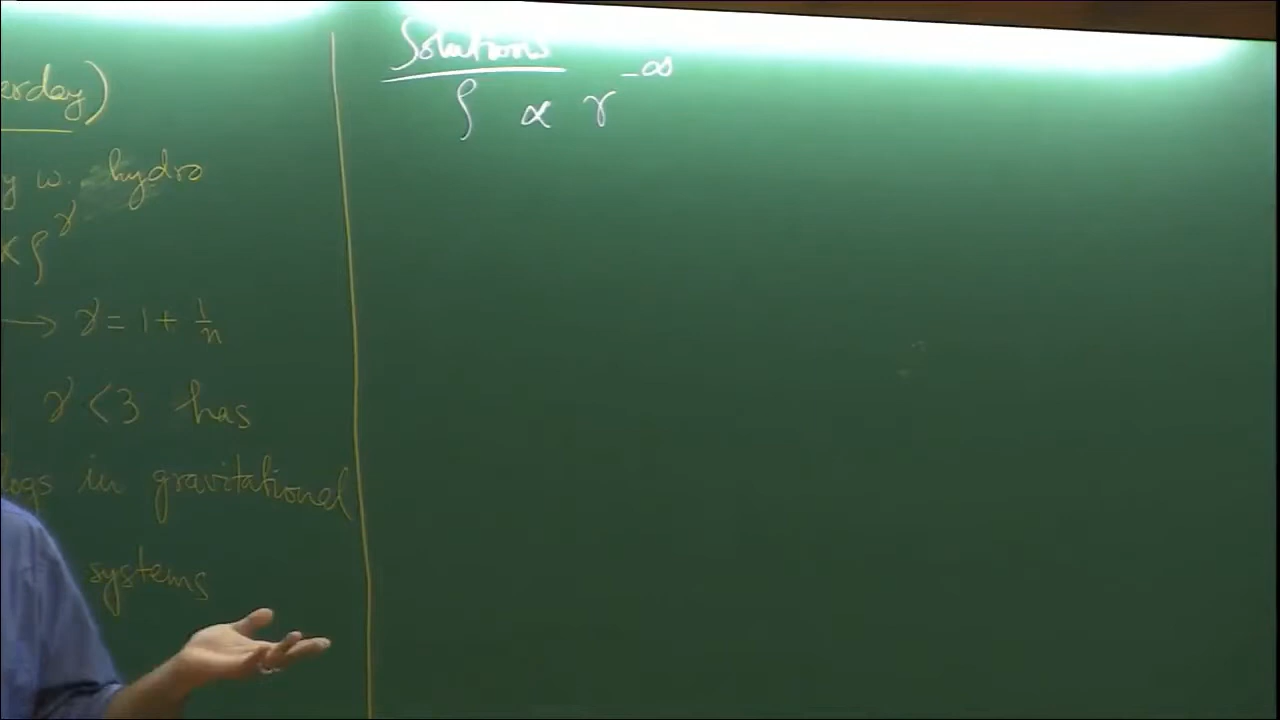 erday)
y w. hydro
∝ ρ^γ
→ γ = 1 + 1/n
γ < 3 has
logs in gravitational
systems
Solutions
ρ ∝ r^-α